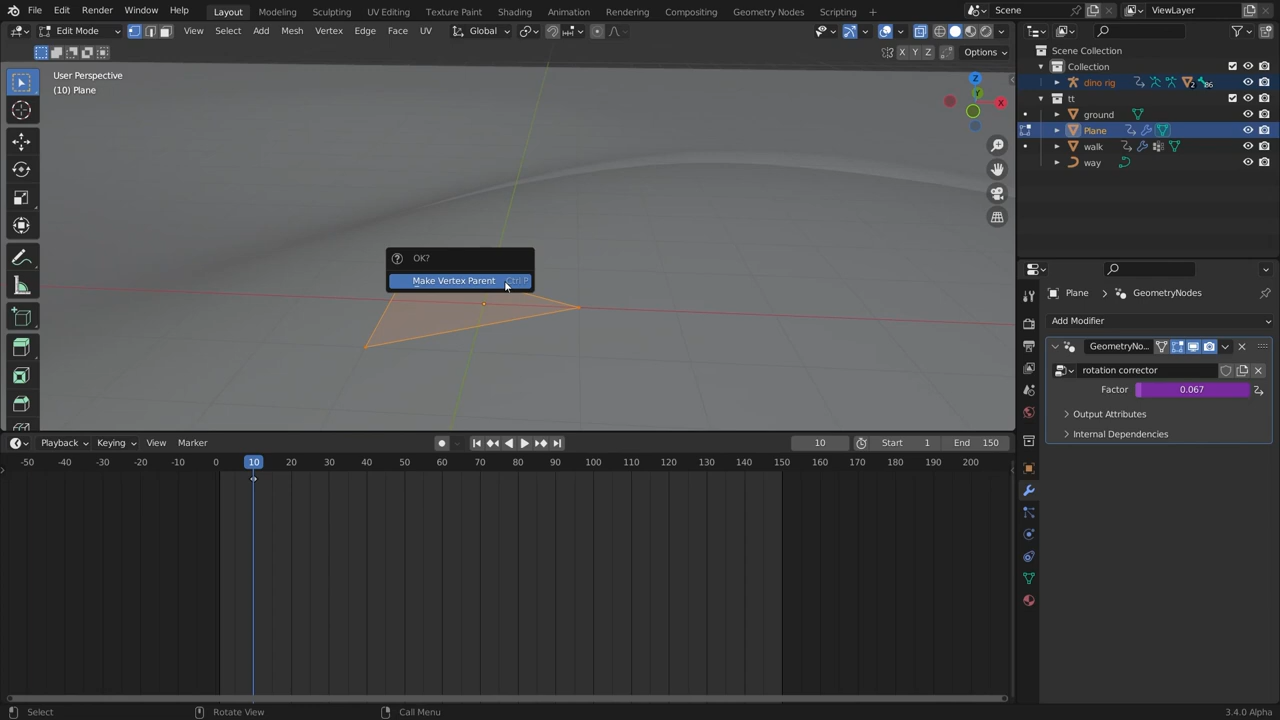 File Edit Render Window Help Layout Modeling Sculpting UV Editing Texture Paint Shading Animation Rendering Compositing Geometry Nodes Scripting + Scene ViewLayer
Edit Mode View Select Add Mesh Vertex Edge Face UV Global
X Y Z Options
User Perspective
(10) Plane
Z
Y
X
OK?
Make Vertex Parent Ctrl P
Scene Collection
Collection
dino rig 2 86
tt
ground
Plane
walk
way
Plane > GeometryNodes
Add Modifier
GeometryNo...
rotation corrector
Factor 0.067
Output Attributes
Internal Dependencies
Playback Keying View Marker 10 Start 1 End 150
-50 -40 -30 -20 -10 0 10 20 30 40 50 60 70 80 90 100 110 120 130 140 150 160 170 180 190 200
Select Rotate View Call Menu 3.4.0 Alpha